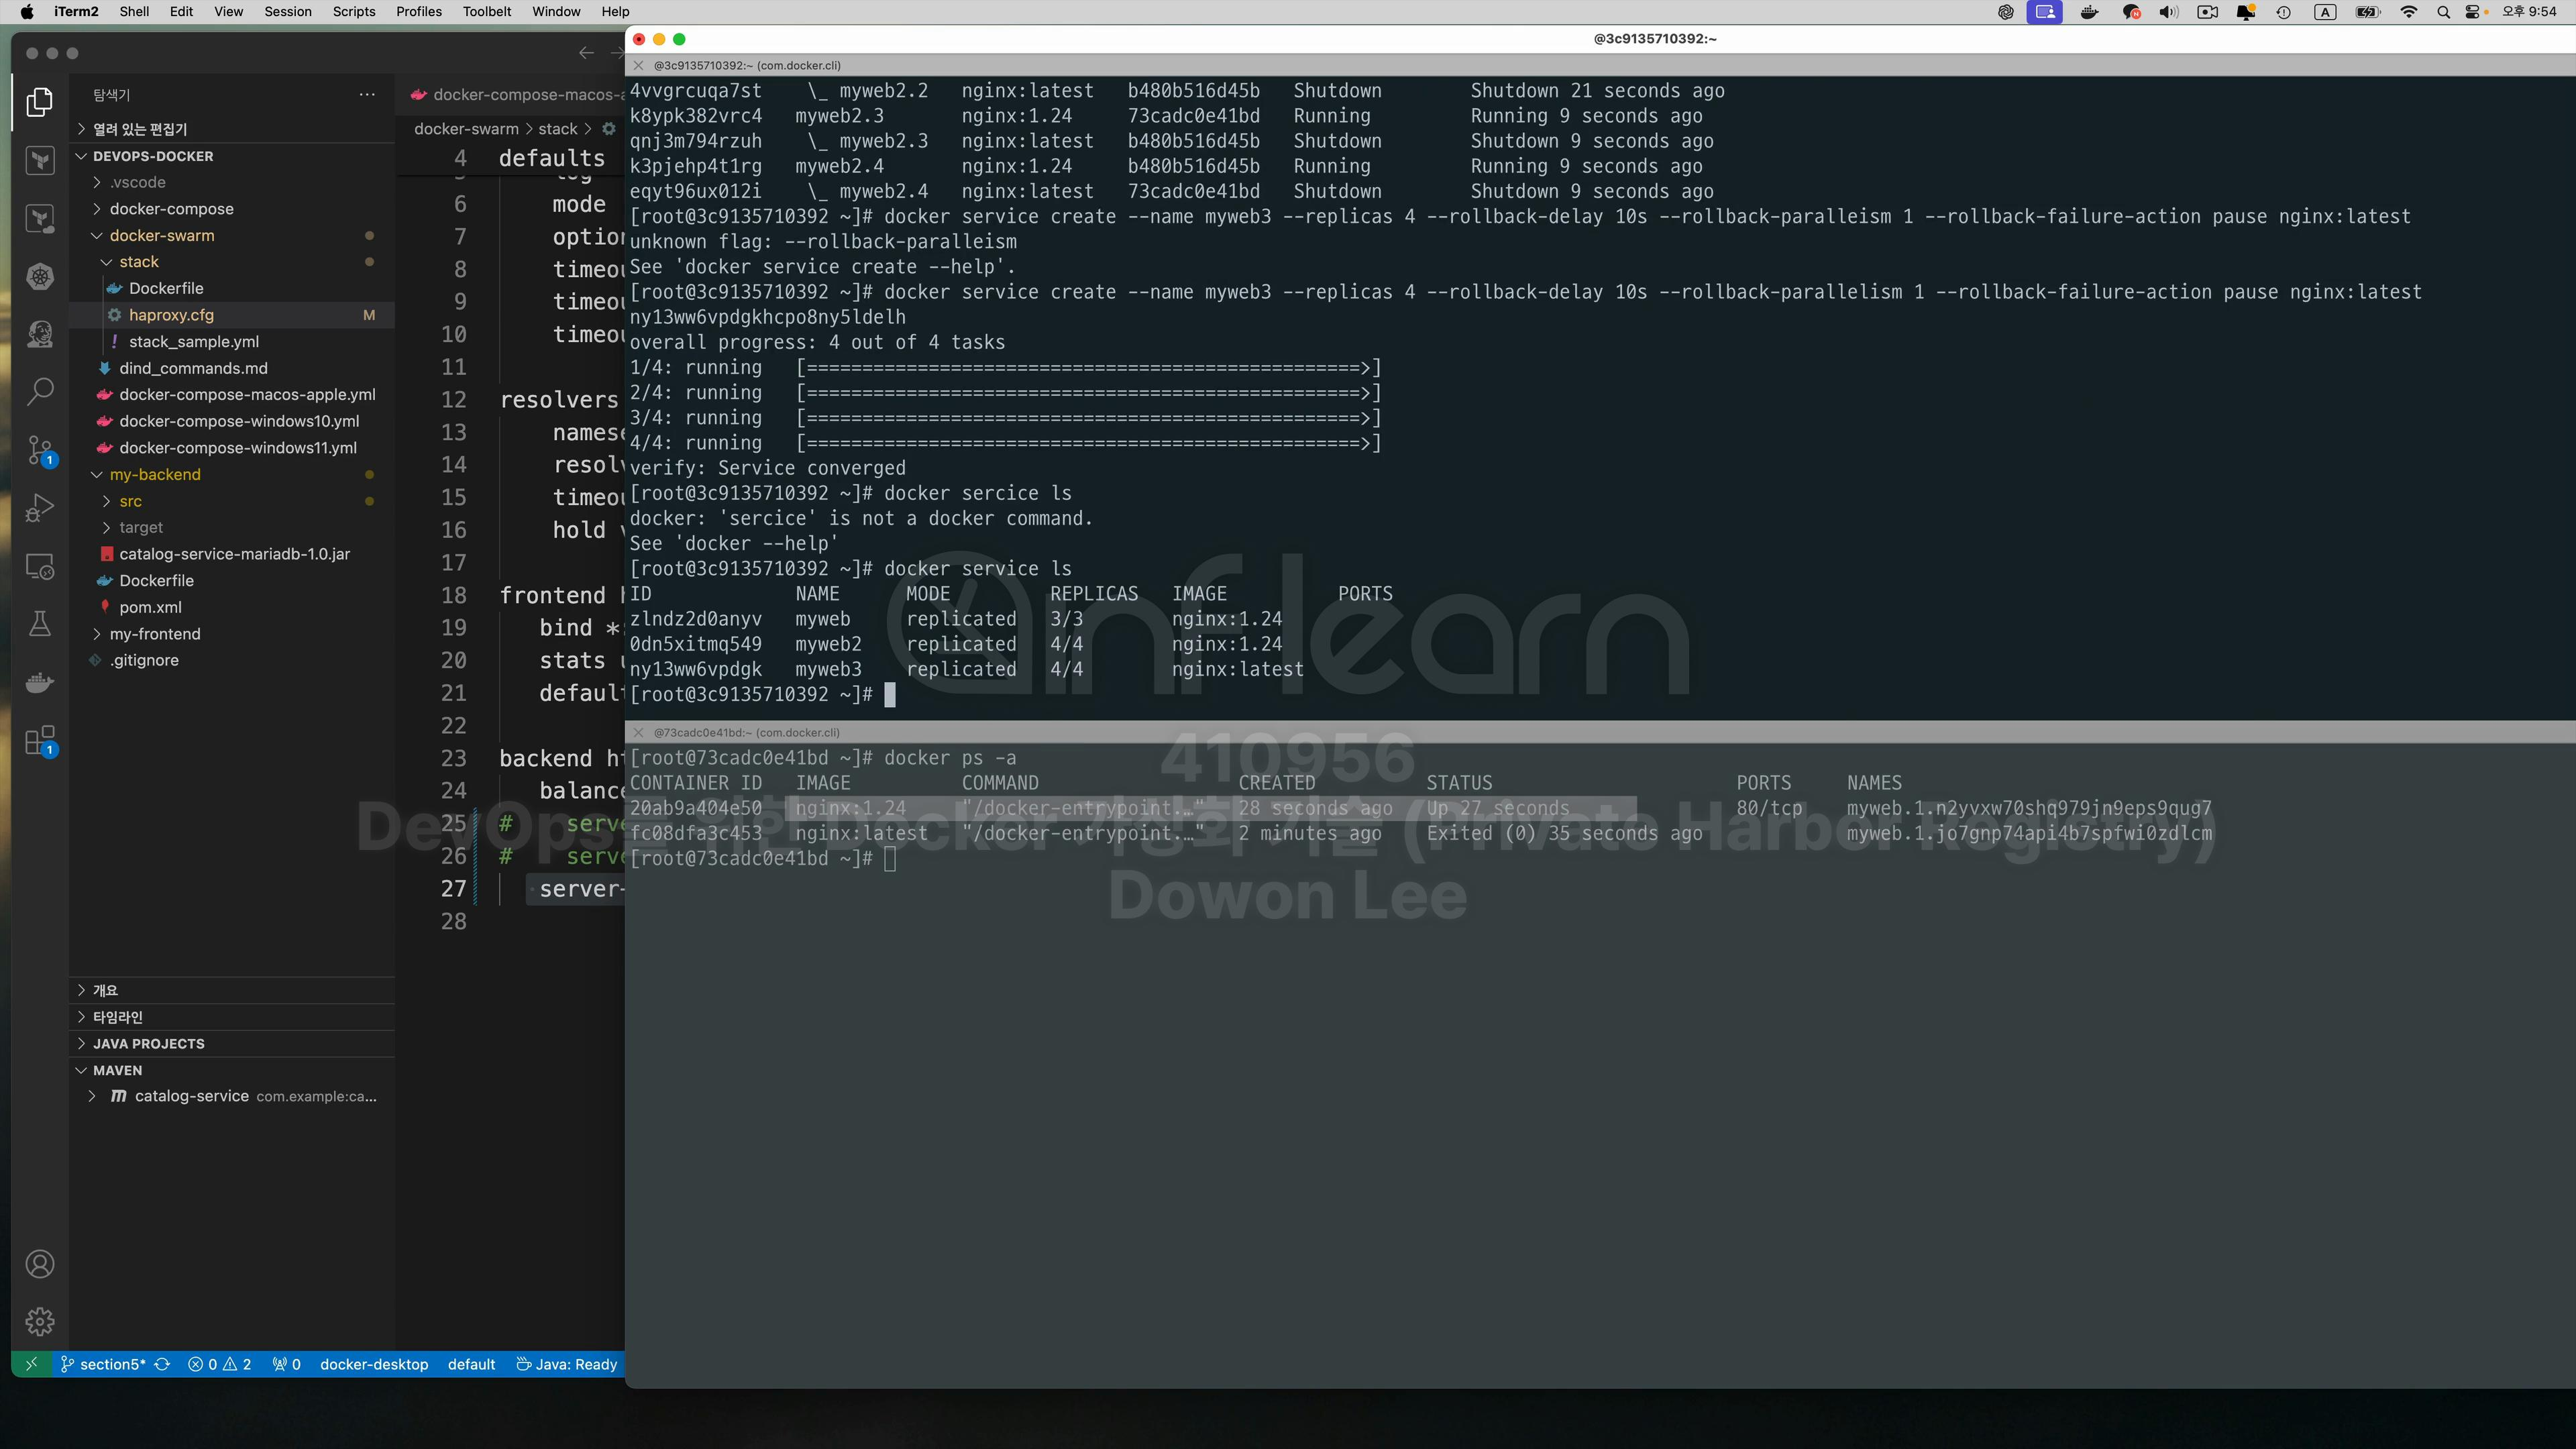 iTerm2 Shell Edit View Session Scripts Profiles Toolbelt Window Help
오후 9:54
@3c9135710392:~
@3c9135710392:~ (com.docker.cli)
4vvgrcuqa7st \_ myweb2.2 nginx:latest b480b516d45b Shutdown Shutdown 21 seconds ago
k8ypk382vrc4 myweb2.3 nginx:1.24 73cadc0e41bd Running Running 9 seconds ago
qnj3m794rzuh \_ myweb2.3 nginx:latest b480b516d45b Shutdown Shutdown 9 seconds ago
k3pjehp4t1rg myweb2.4 nginx:1.24 b480b516d45b Running Running 9 seconds ago
eqyt96ux012i \_ myweb2.4 nginx:latest 73cadc0e41bd Shutdown Shutdown 9 seconds ago
[root@3c9135710392 ~]# docker service create --name myweb3 --replicas 4 --rollback-delay 10s --rollback-paralleism 1 --rollback-failure-action pause nginx:latest
unknown flag: --rollback-paralleism
See 'docker service create --help'.
[root@3c9135710392 ~]# docker service create --name myweb3 --replicas 4 --rollback-delay 10s --rollback-parallelism 1 --rollback-failure-action pause nginx:latest
ny13ww6vpdgkhcpo8ny5ldelh
overall progress: 4 out of 4 tasks
1/4: running [==================================================>]
2/4: running [==================================================>]
3/4: running [==================================================>]
4/4: running [==================================================>]
verify: Service converged
[root@3c9135710392 ~]# docker sercice ls
docker: 'sercice' is not a docker command.
See 'docker --help'
[root@3c9135710392 ~]# docker service ls
ID NAME MODE REPLICAS IMAGE PORTS
zlndz2d0anyv myweb replicated 3/3 nginx:1.24
0dn5xitmq549 myweb2 replicated 4/4 nginx:1.24
ny13ww6vpdgk myweb3 replicated 4/4 nginx:latest
[root@3c9135710392 ~]#
@73cadc0e41bd:~ (com.docker.cli)
[root@73cadc0e41bd ~]# docker ps -a
CONTAINER ID IMAGE COMMAND CREATED STATUS PORTS NAMES
20ab9a404e50 nginx:1.24 "/docker-entrypoint.…" 28 seconds ago Up 27 seconds 80/tcp myweb.1.n2yvxw70shq979jn9eps9qug7
fc08dfa3c453 nginx:latest "/docker-entrypoint.…" 2 minutes ago Exited (0) 35 seconds ago myweb.1.jo7gnp74api4b7spfwi0zdlcm
[root@73cadc0e41bd ~]#
inflearn
410956
DevOps를 위한 Docker 가상화 기술 (Private Harbor Registry)
Dowon Lee
탐색기
열려 있는 편집기
DEVOPS-DOCKER
.vscode
docker-compose
docker-swarm
stack
Dockerfile
haproxy.cfg M
stack_sample.yml
dind_commands.md
docker-compose-macos-apple.yml
docker-compose-windows10.yml
docker-compose-windows11.yml
my-backend
src
target
catalog-service-mariadb-1.0.jar
Dockerfile
pom.xml
my-frontend
.gitignore
개요
타임라인
JAVA PROJECTS
MAVEN
catalog-service com.example:ca...
docker-compose-macos-a
docker-swarm > stack >
4 defaults
6 mode
7 option
8 timeou
9 timeou
10 timeou
11
12 resolvers
13 namese
14 resolv
15 timeou
16 hold v
17
18 frontend h
19 bind *:
20 stats u
21 default
22
23 backend ht
24 balance
25 # serve
26 # serve
27 server-
28
section5* 0 2 0 docker-desktop default Java: Ready